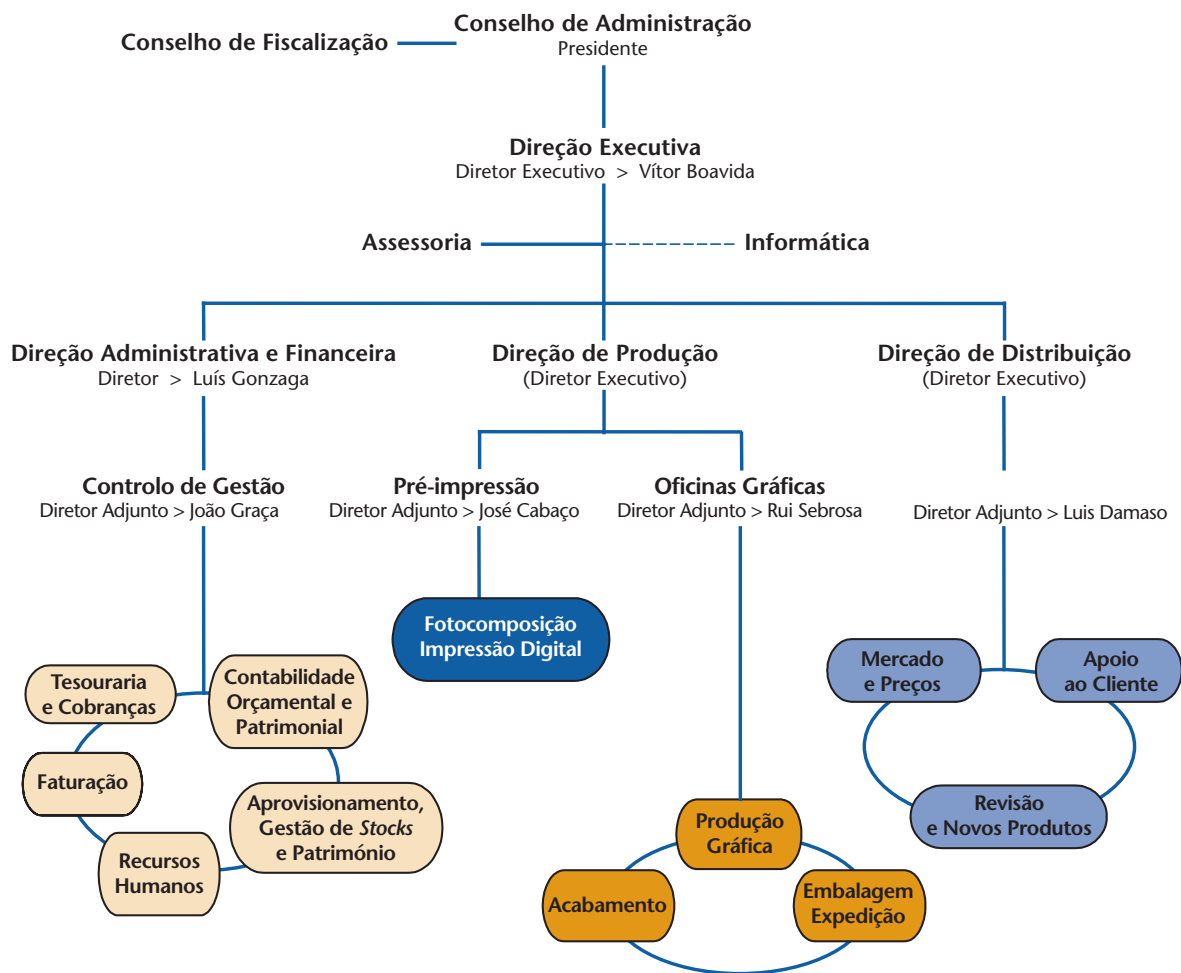 Conselho de Administração
Presidente
Conselho de Fiscalização
Direção Executiva
Diretor Executivo > Vítor Boavida
Assessoria
Informática
Direção Administrativa e Financeira
Diretor > Luís Gonzaga
Direção de Produção
(Diretor Executivo)
Direção de Distribuição
(Diretor Executivo)
Controlo de Gestão
Diretor Adjunto > João Graça
Pré-impressão
Diretor Adjunto > José Cabaço
Oficinas Gráficas
Diretor Adjunto > Rui Sebrosa
Diretor Adjunto > Luis Damaso
Fotocomposição
Impressão Digital
Tesouraria
e Cobranças
Contabilidade
Orçamental e
Patrimonial
Faturação
Aprovisionamento,
Gestão de Stocks
e Património
Recursos
Humanos
Produção
Gráfica
Acabamento
Embalagem
Expedição
Mercado
e Preços
Apoio
ao Cliente
Revisão
e Novos Produtos